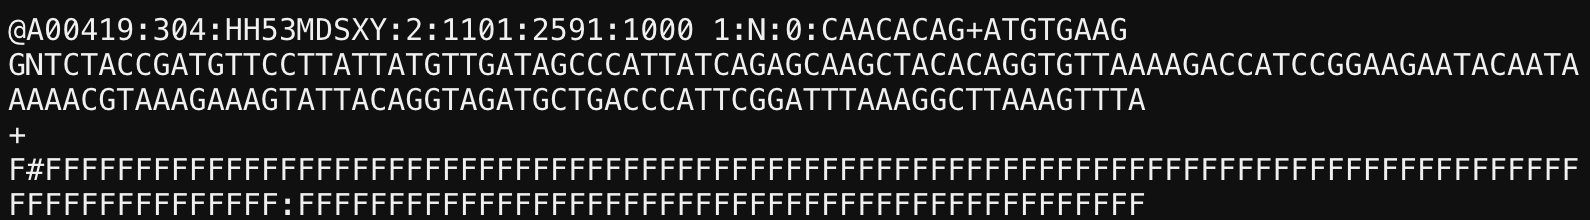 @A00419:304:HH53MDSXY:2:1101:2591:1000 1:N:0:CAACACAG+ATGTGAAG
GNTCTACCGATGTTCCTTATTATGTTGATAGCCCATTATCAGAGCAAGCTACACAGGTGTTAAAAGACCATCCGGAAGAATACAATA
AAAACGTAAAGAAAGTATTACAGGTAGATGCTGACCCATTCGGATTTAAAGGCTTAAAGTTTA
+
F#FFFFFFFFFFFFFFFFFFFFFFFFFFFFFFFFFFFFFFFFFFFFFFFFFFFFFFFFFFFFFFFFFFFFFFFFFFFFFFFFFFFFF
FFFFFFFFFFFFFFF:FFFFFFFFFFFFFFFFFFFFFFFFFFFFFFFFFFFFFFFFFFFFFFF